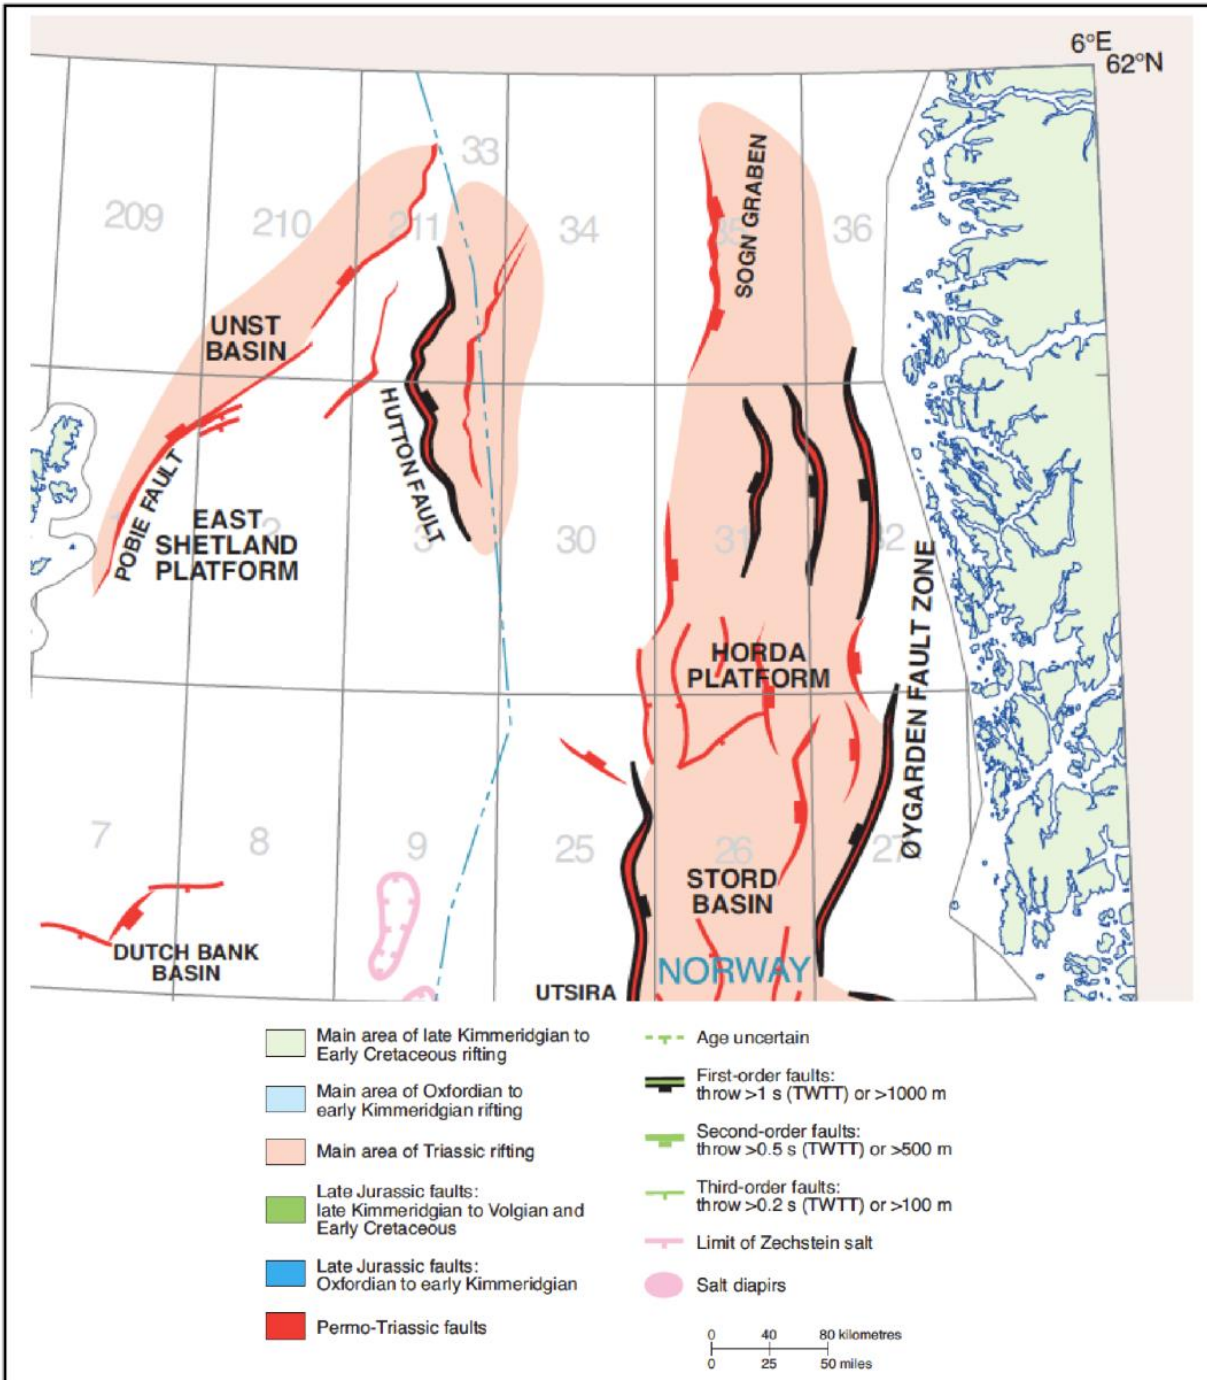 6°E
62°N
33
209
210
211
34
35
36
SOGN GRABEN
UNST
BASIN
HUTTON FAULT
POBIE FAULT
EAST
SHETLAND
PLATFORM
2
3
30
31
32
HORDA
PLATFORM
ØYGARDEN FAULT ZONE
7
8
9
25
26
27
STORD
BASIN
DUTCH BANK
BASIN
NORWAY
UTSIRA
Main area of late Kimmeridgian to
Early Cretaceous rifting
Main area of Oxfordian to
early Kimmeridgian rifting
Main area of Triassic rifting
Late Jurassic faults:
late Kimmeridgian to Volgian and
Early Cretaceous
Late Jurassic faults:
Oxfordian to early Kimmeridgian
Permo-Triassic faults
Age uncertain
First-order faults:
throw >1 s (TWTT) or >1000 m
Second-order faults:
throw >0.5 s (TWTT) or >500 m
Third-order faults:
throw >0.2 s (TWTT) or >100 m
Limit of Zechstein salt
Salt diapirs
0 40 80 kilometres
0 25 50 miles